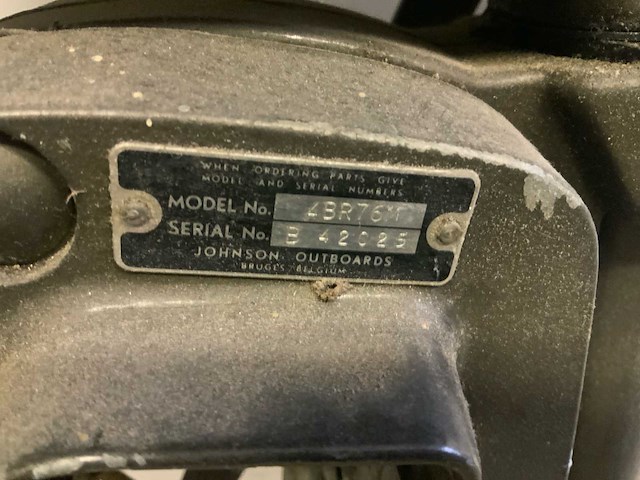 WHEN ORDERING PARTS GIVE
MODEL AND SERIAL NUMBERS
MODEL No. 4BR76M
SERIAL No. B 42025
JOHNSON OUTBOARDS
BRUGES BELGIUM